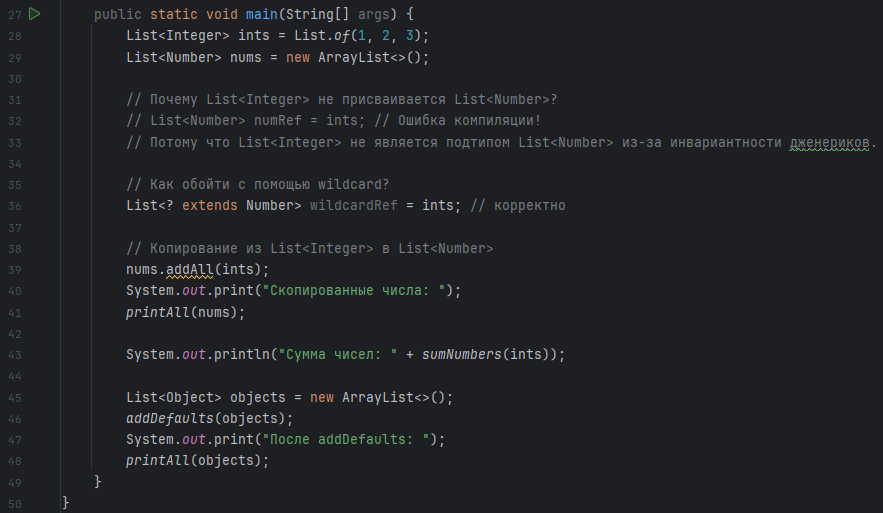 27 public static void main(String[] args) {
28 List<Integer> ints = List.of(1, 2, 3);
29 List<Number> nums = new ArrayList<>();
30
31 // Почему List<Integer> не присваивается List<Number>?
32 // List<Number> numRef = ints; // Ошибка компиляции!
33 // Потому что List<Integer> не является подтипом List<Number> из-за инвариантности дженериков.
34
35 // Как обойти с помощью wildcard?
36 List<? extends Number> wildcardRef = ints; // корректно
37
38 // Копирование из List<Integer> в List<Number>
39 nums.addAll(ints);
40 System.out.print("Скопированные числа: ");
41 printAll(nums);
42
43 System.out.println("Сумма чисел: " + sumNumbers(ints));
44
45 List<Object> objects = new ArrayList<>();
46 addDefaults(objects);
47 System.out.print("После addDefaults: ");
48 printAll(objects);
49 }
50 }